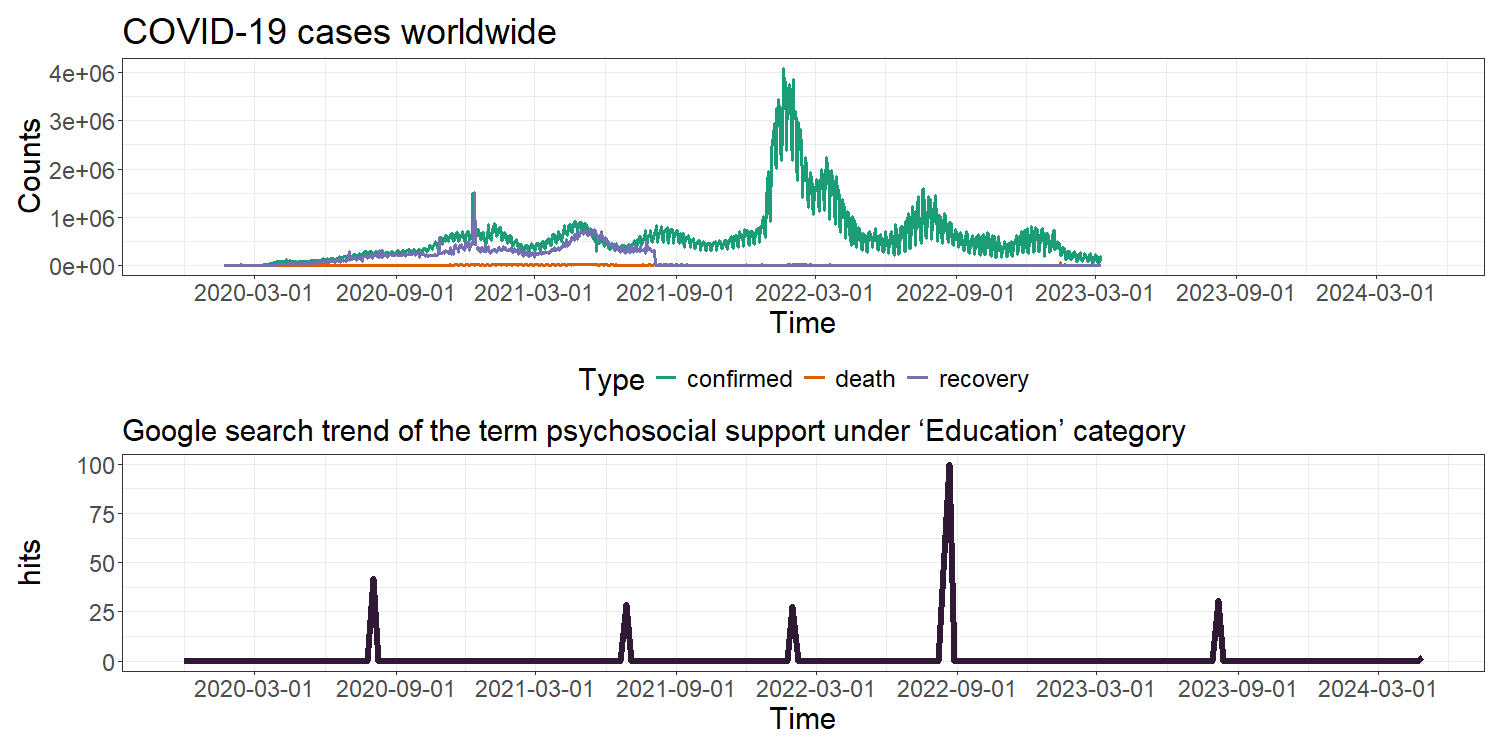 COVID-19 cases worldwide
4e+06
3e+06
2e+06
1e+06
0e+00
Counts
2020-03-01 2020-09-01 2021-03-01 2021-09-01 2022-03-01 2022-09-01 2023-03-01 2023-09-01 2024-03-01
Time
Type confirmed death recovery
Google search trend of the term psychosocial support under ‘Education’ category
100
75
50
25
0
hits
2020-03-01 2020-09-01 2021-03-01 2021-09-01 2022-03-01 2022-09-01 2023-03-01 2023-09-01 2024-03-01
Time